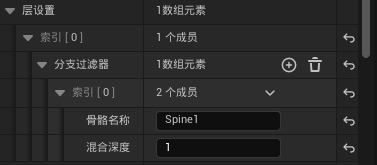 层设置 1数组元素
索引 [ 0 ] 1 个成员
分支过滤器 1数组元素
索引 [ 0 ] 2 个成员
骨骼名称 Spine1
混合深度 1